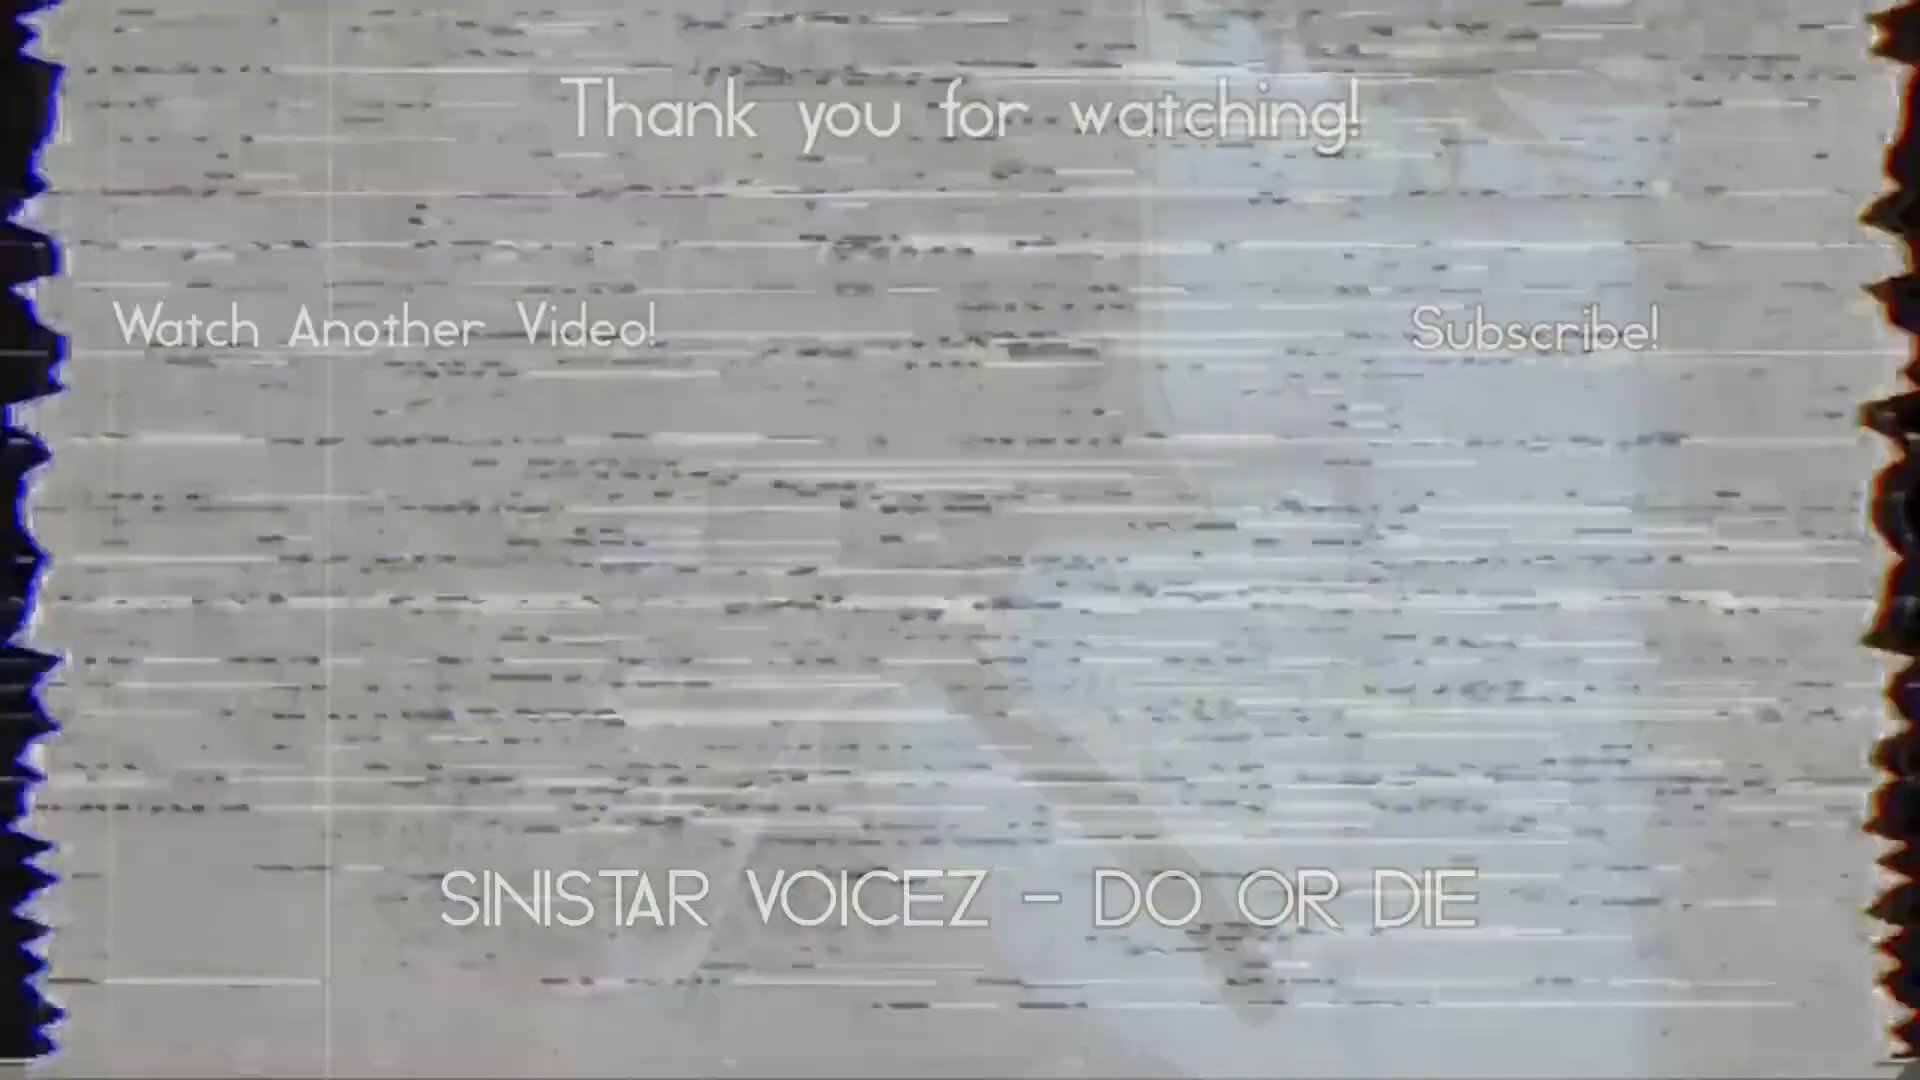 Thank you for watching!
Watch Another Video!
Subscribe!
SINISTAR VOICEZ - DO OR DIE